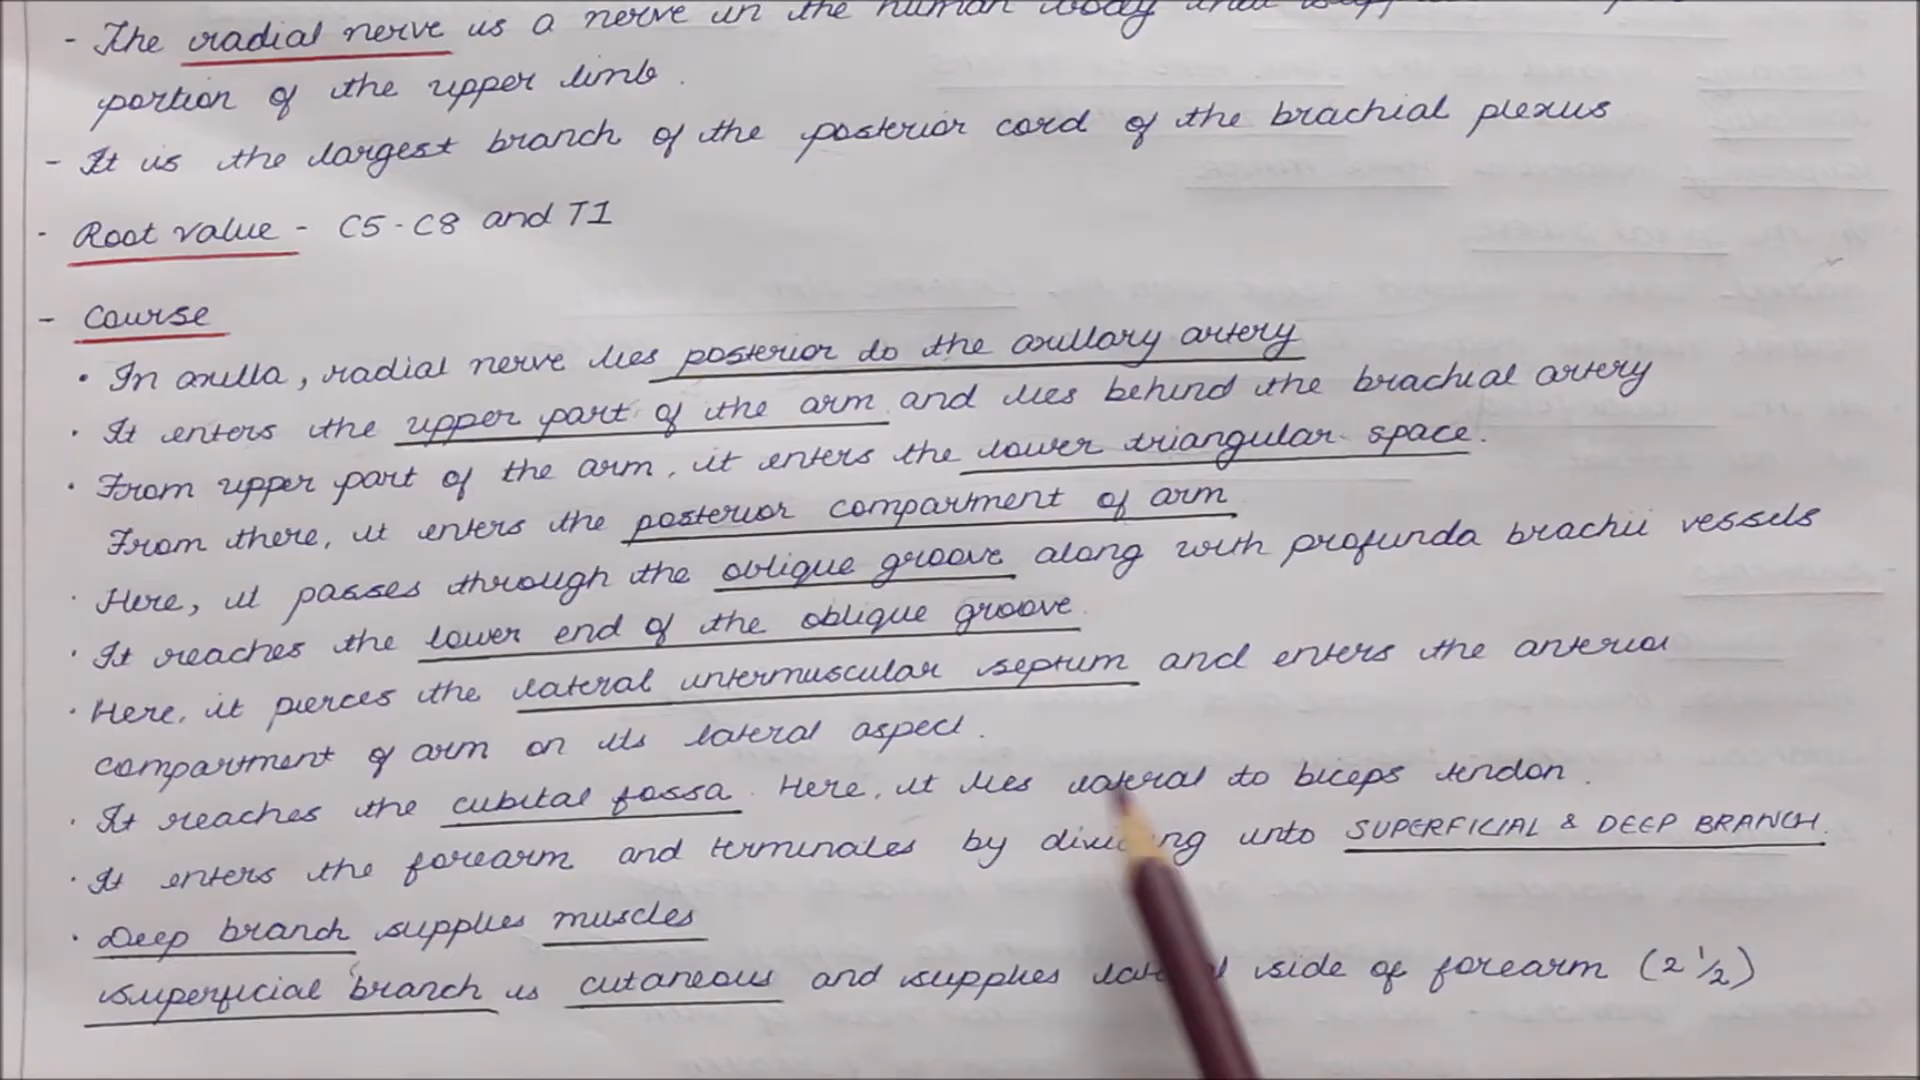 - The radial nerve is a nerve in the human body that
portion of the upper limb.
- It is the largest branch of the posterior cord of the brachial plexus
- Root value - C5-C8 and T1
- Course
• In axilla, radial nerve lies posterior to the axillary artery
• It enters the upper part of the arm and lies behind the brachial artery
• From upper part of the arm, it enters the lower triangular space.
From there, it enters the posterior compartment of arm
• Here, it passes through the oblique groove along with profunda brachii vessels
• It reaches the lower end of the oblique groove.
• Here, it pierces the lateral intermuscular septum and enters the anterior
compartment of arm on its lateral aspect.
• It reaches the cubital fossa. Here, it lies lateral to biceps tendon.
• It enters the forearm and terminates by dividing into SUPERFICIAL & DEEP BRANCH.
• Deep branch supplies muscles
Superficial branch is cutaneous and supplies lateral side of forearm (2 1/2)